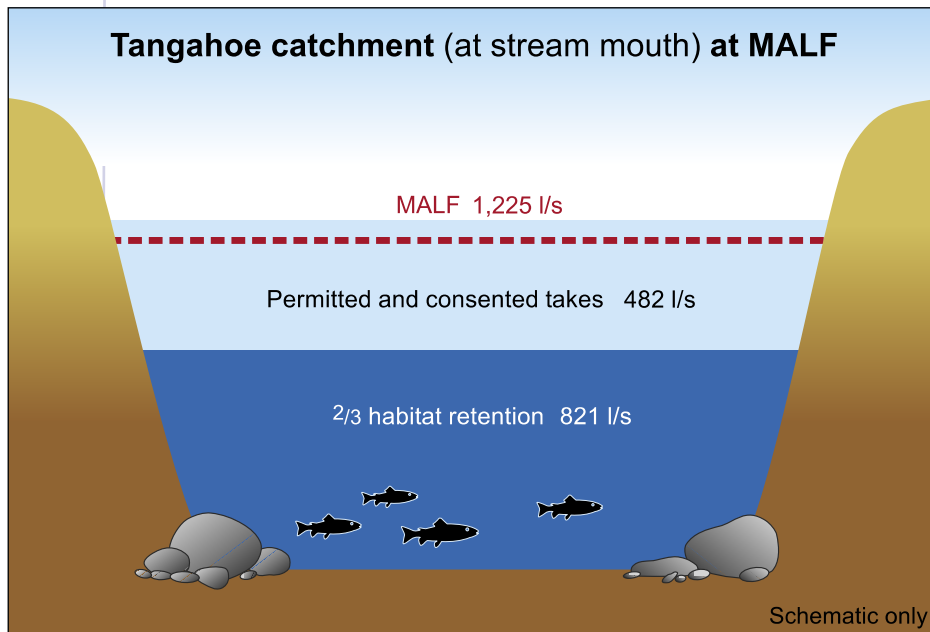 Tangahoe catchment (at stream mouth) at MALF
MALF 1,225 l/s
Permitted and consented takes 482 l/s
2/3 habitat retention 821 l/s
Schematic only